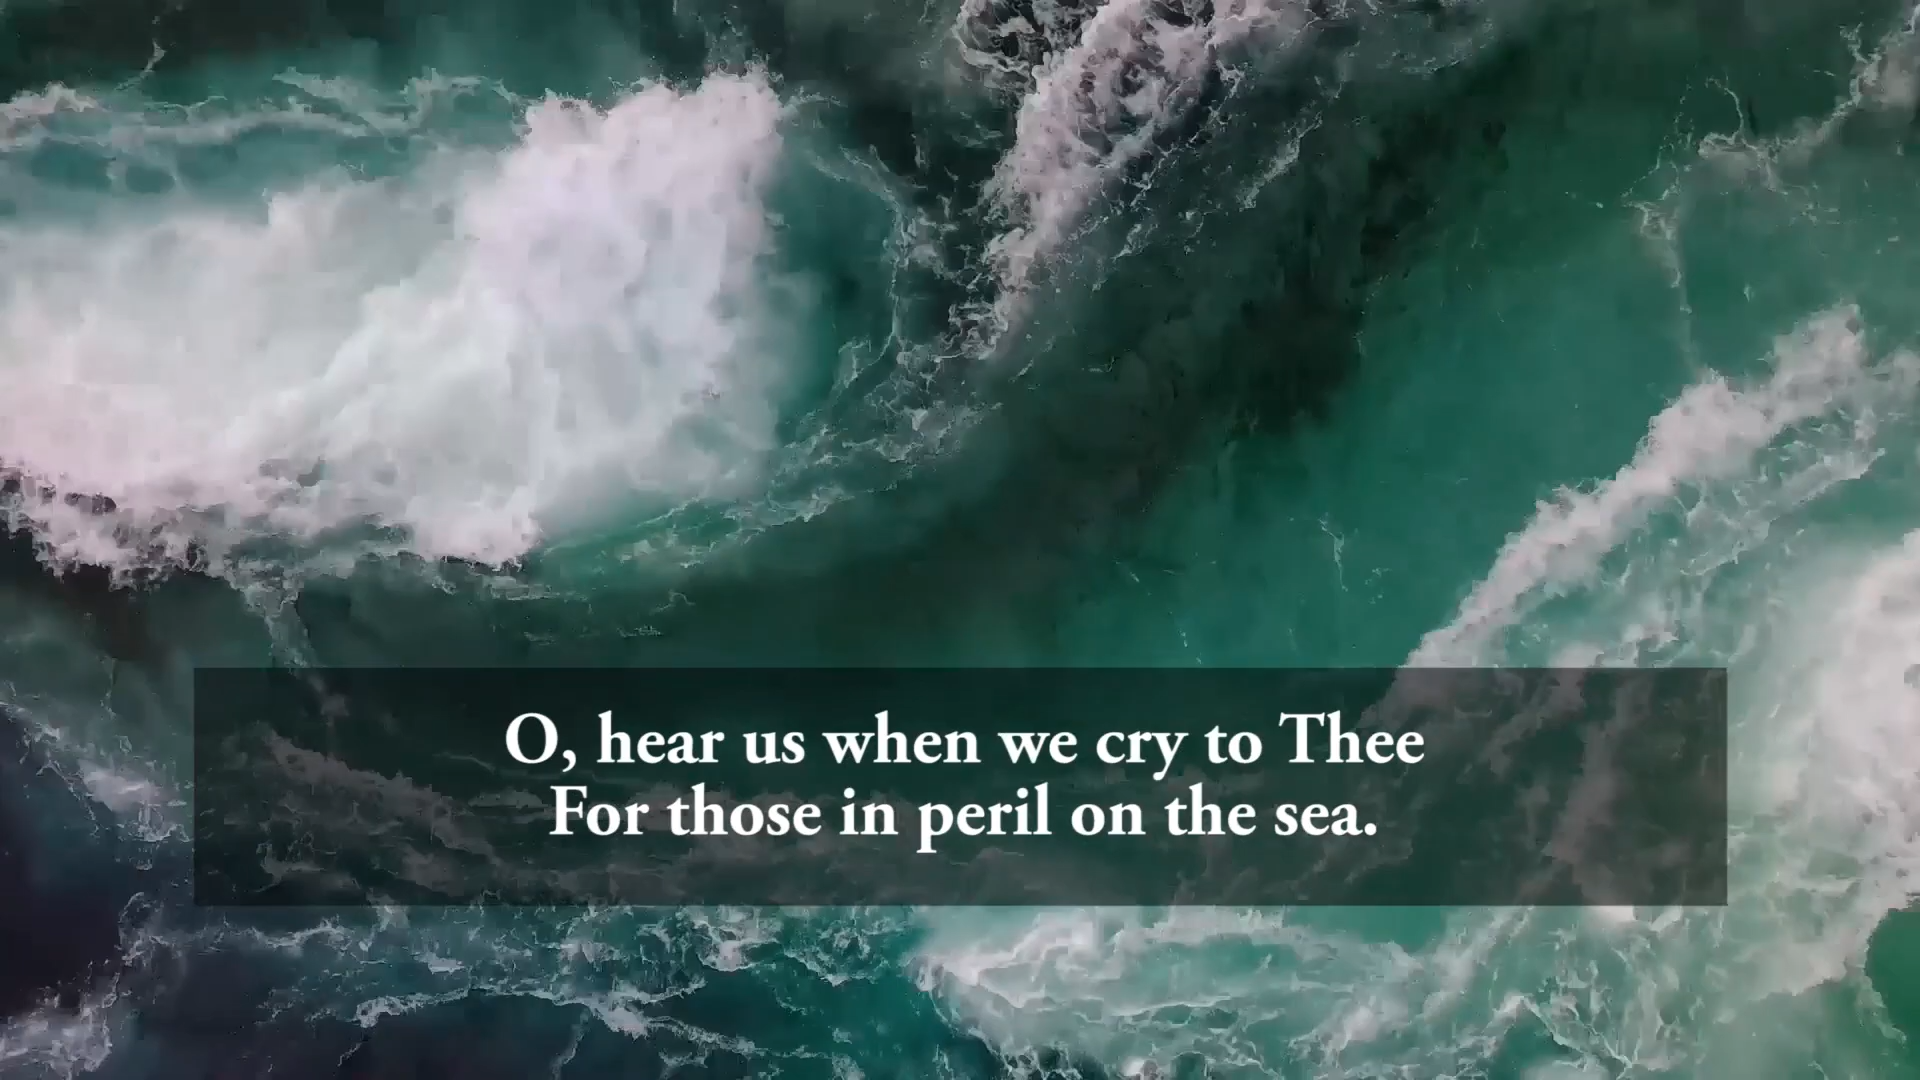 O, hear us when we cry to Thee
For those in peril on the sea.